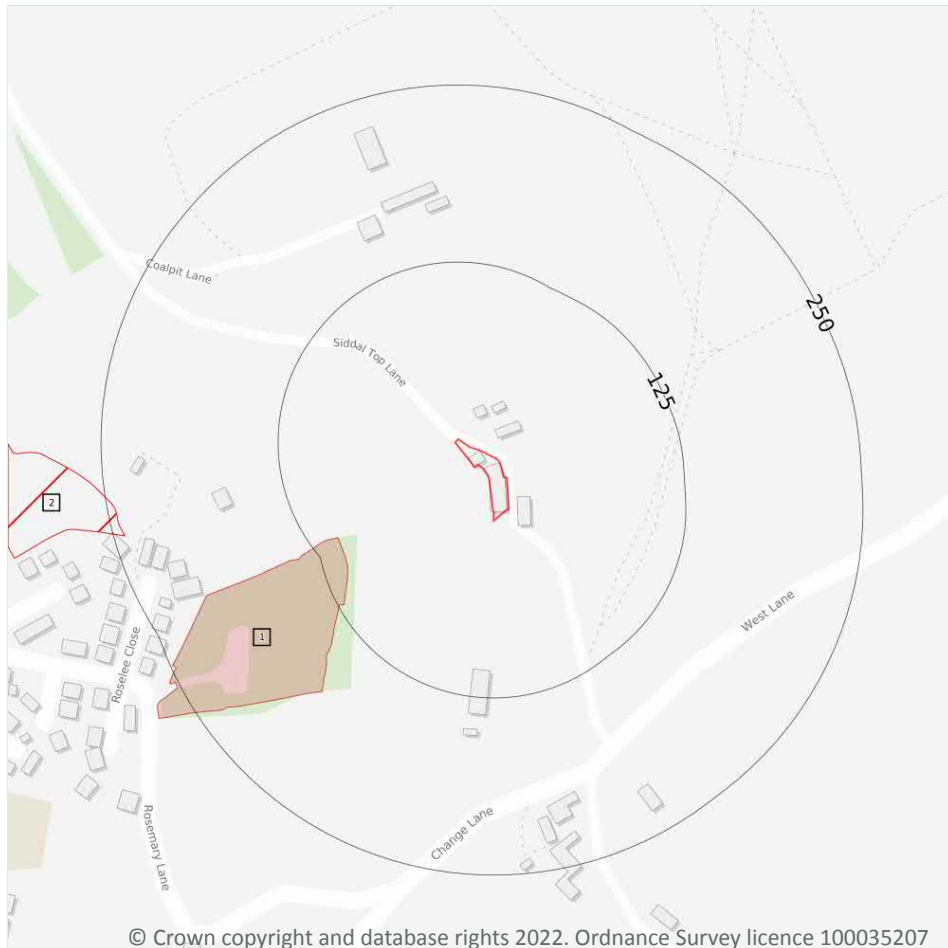 250
Coalpit Lane
Siddal Top Lane
125
2
1
West Lane
Roselee Close
Change Lane
Rosemary Lane
© Crown copyright and database rights 2022. Ordnance Survey licence 100035207